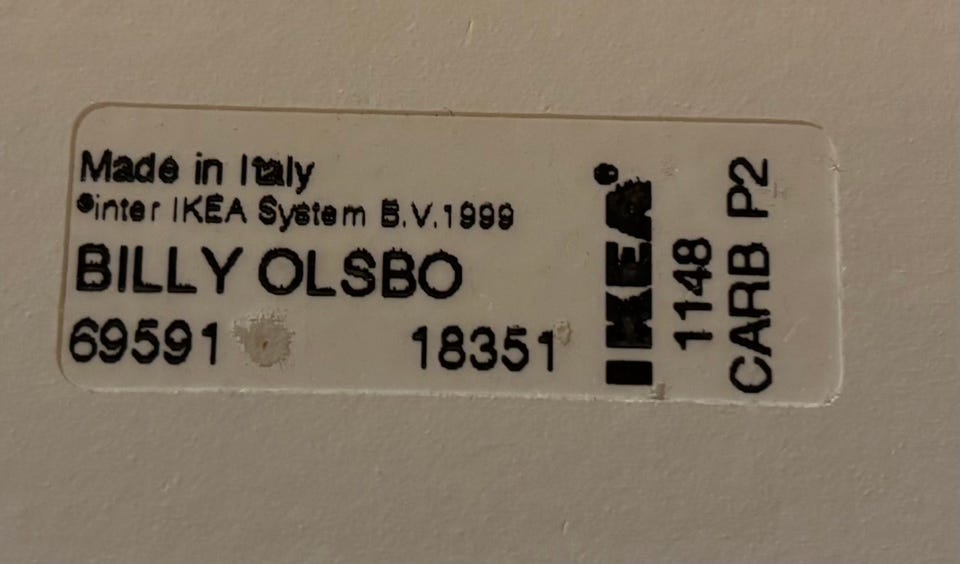 Made in Italy
©inter IKEA System B.V.1999
BILLY OLSBO
69591 18351
IKEA®
1148
CARB P2